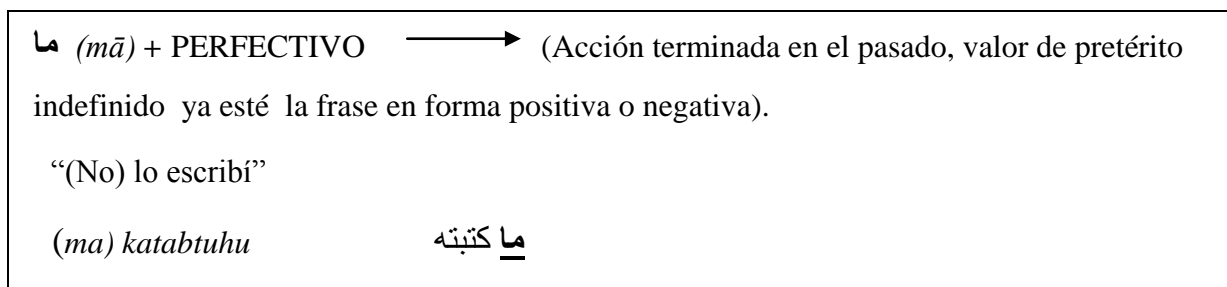 ما (mā) + PERFECTIVO (Acción terminada en el pasado, valor de pretérito
indefinido ya esté la frase en forma positiva o negativa).
“(No) lo escribí”
(ma) katabtuhu ما كتبته